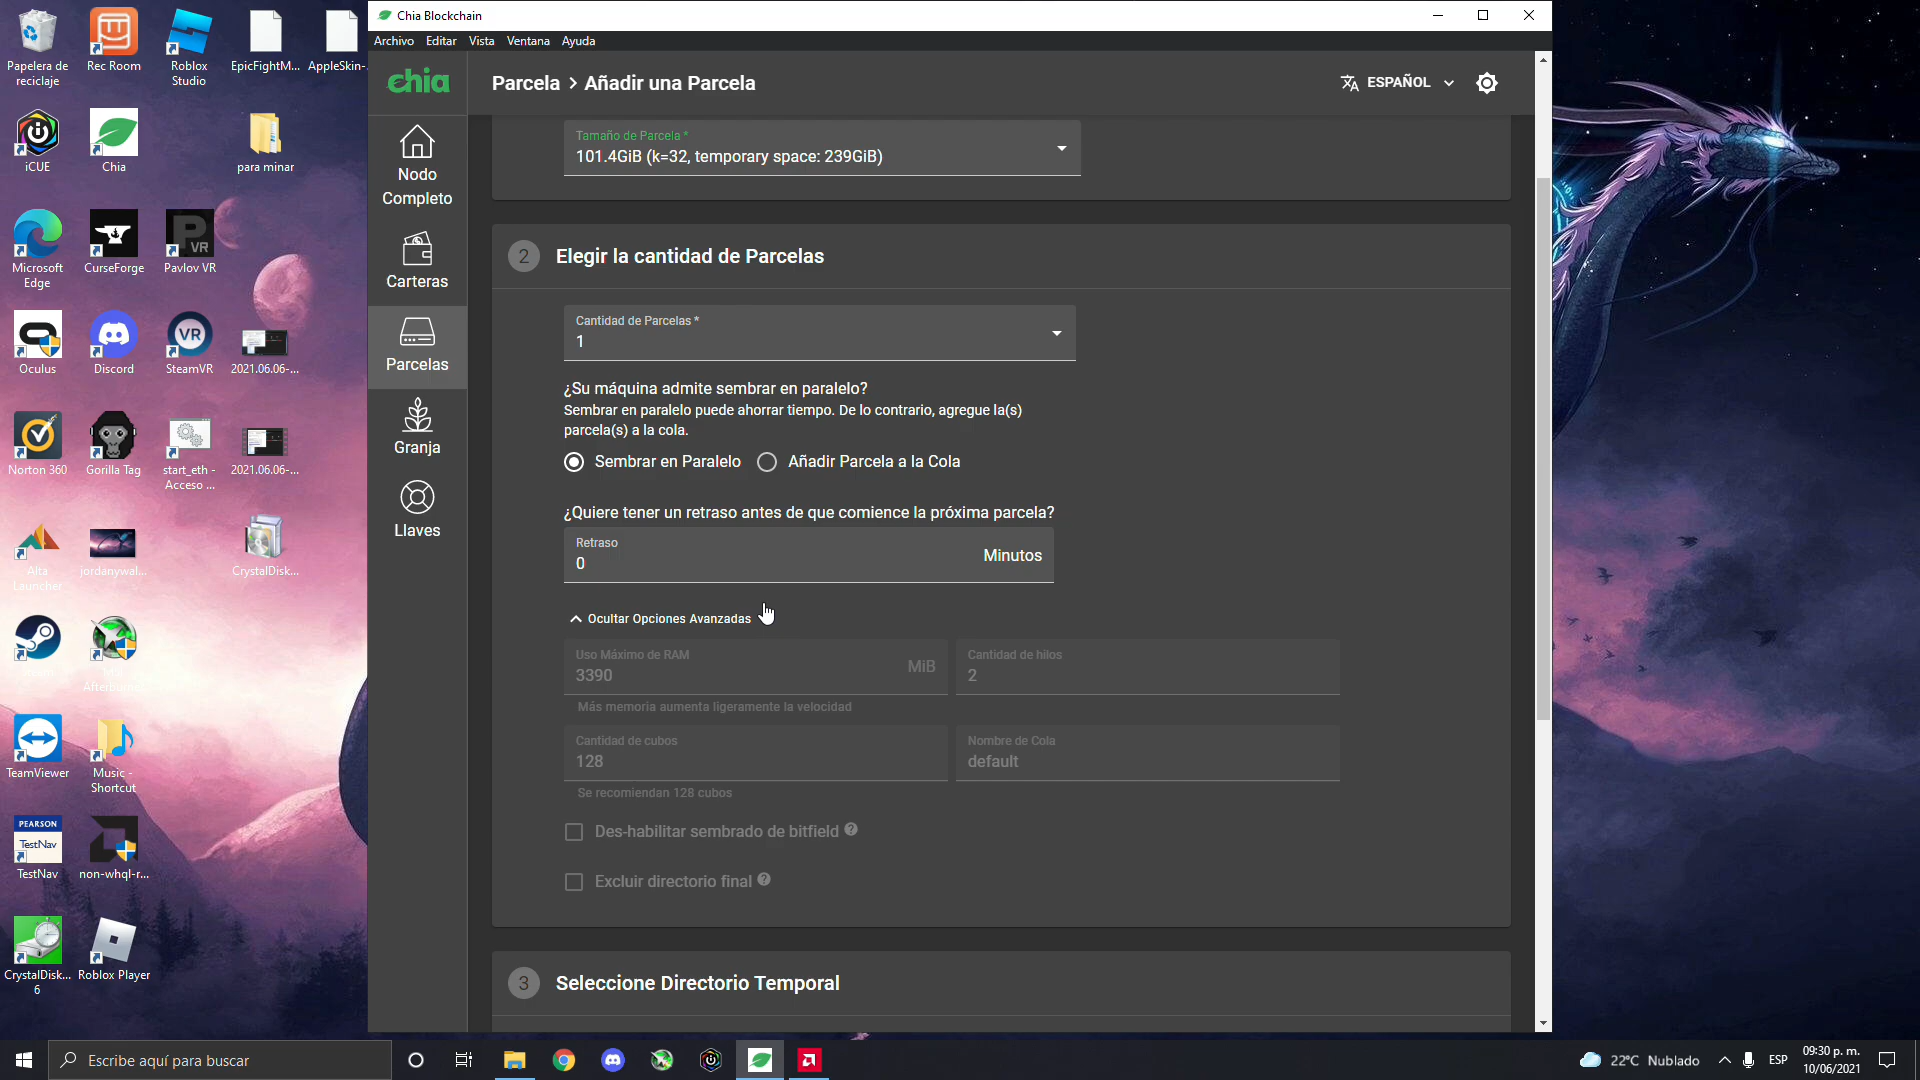 Papelera de
reciclaje
Rec Room
Roblox
Studio
EpicFightM...
AppleSkin-
iCUE
Chia
para minar
Microsoft
Edge
CurseForge
Pavlov VR
VR
Oculus
Discord
SteamVR
VR
2021.06.06-...
Norton 360
Gorilla Tag
start_eth -
Acceso ...
2021.06.06-...
Alta
Launcher
jordanywal...
CrystalDisk...
Afterburne
TeamViewer
Music -
Shortcut
PEARSON
TestNav
TestNav
non-whql-r...
CrystalDisk...
6
Roblox Player
Chia Blockchain
Archivo Editar Vista Ventana Ayuda
chia
Parcela > Añadir una Parcela
ESPAÑOL
Nodo
Completo
Carteras
Parcelas
Granja
Llaves
Tamaño de Parcela *
101.4GiB (k=32, temporary space: 239GiB)
2 Elegir la cantidad de Parcelas
Cantidad de Parcelas *
1
¿Su máquina admite sembrar en paralelo?
Sembrar en paralelo puede ahorrar tiempo. De lo contrario, agregue la(s)
parcela(s) a la cola.
Sembrar en Paralelo Añadir Parcela a la Cola
¿Quiere tener un retraso antes de que comience la próxima parcela?
Retraso
0 Minutos
Ocultar Opciones Avanzadas
Uso Máximo de RAM
3390 MiB
Más memoria aumenta ligeramente la velocidad
Cantidad de hilos
2
Cantidad de cubos
128
Se recomiendan 128 cubos
Nombre de Cola
default
Des-habilitar sembrado de bitfield
Excluir directorio final
3 Seleccione Directorio Temporal
Escribe aquí para buscar
22°C Nublado
ESP
09:30 p. m.
10/06/2021